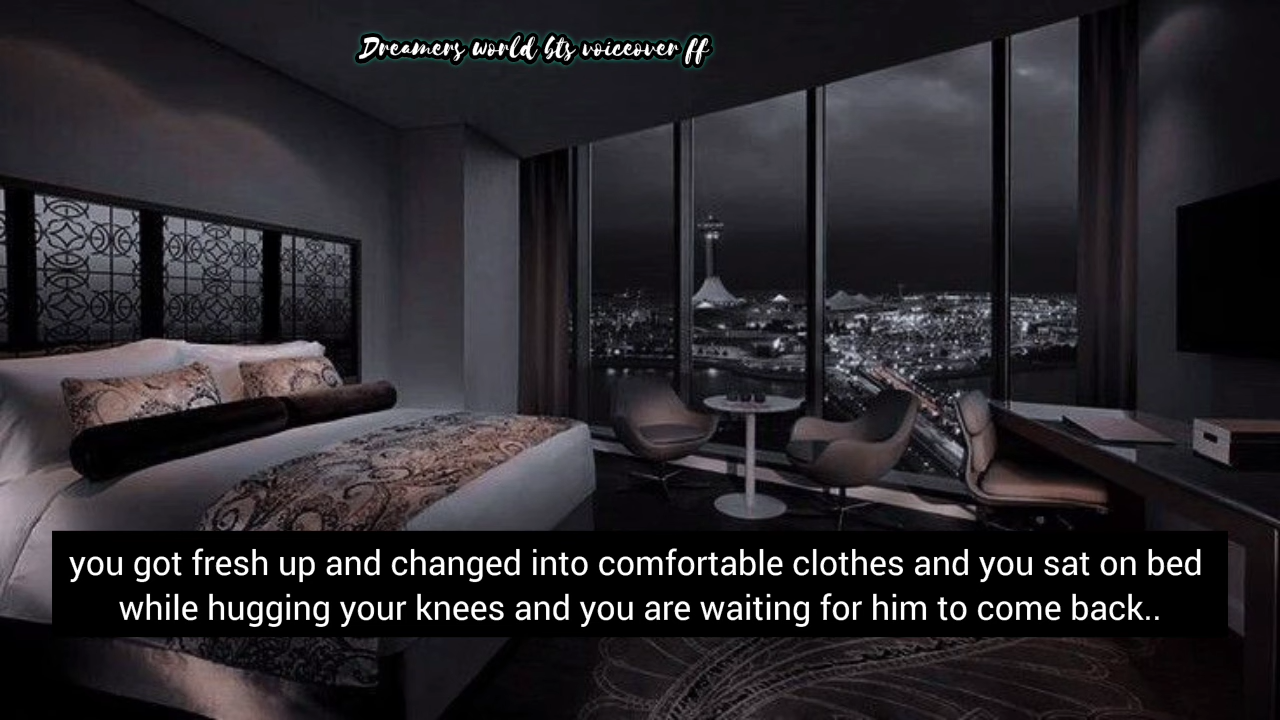 Dreamers world bts voiceover ff
you got fresh up and changed into comfortable clothes and you sat on bed
while hugging your knees and you are waiting for him to come back..